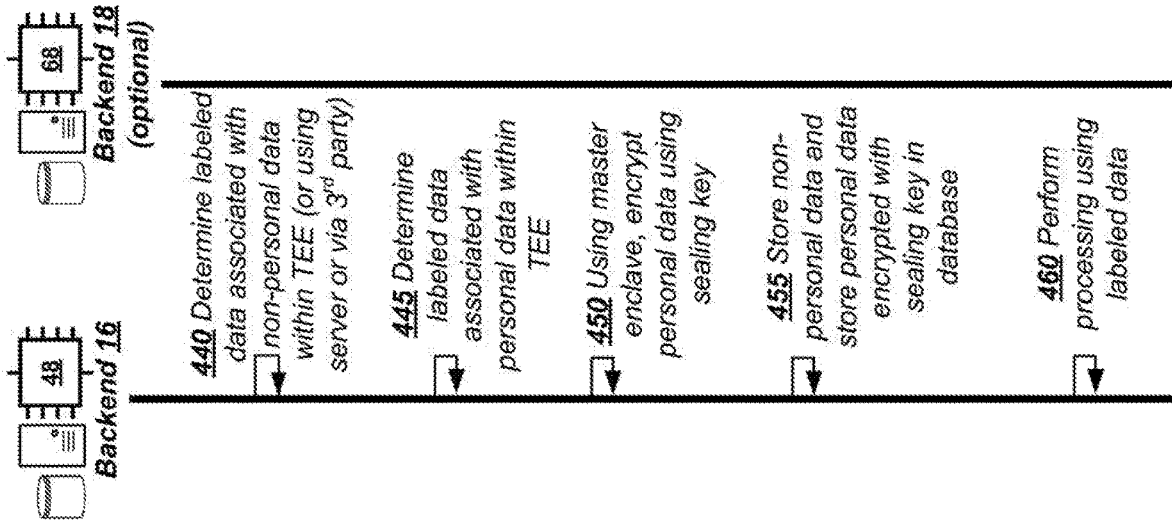 48
Backend 16
68
Backend 18
(optional)
440 Determine labeled
data associated with
non-personal data
within TEE (or using
server or via 3rd party)
445 Determine
labeled data
associated with
personal data within
TEE
450 Using master
enclave, encrypt
personal data using
sealing key
455 Store non-
personal data and
store personal data
encrypted with
sealing key in
database
460 Perform
processing using
labeled data